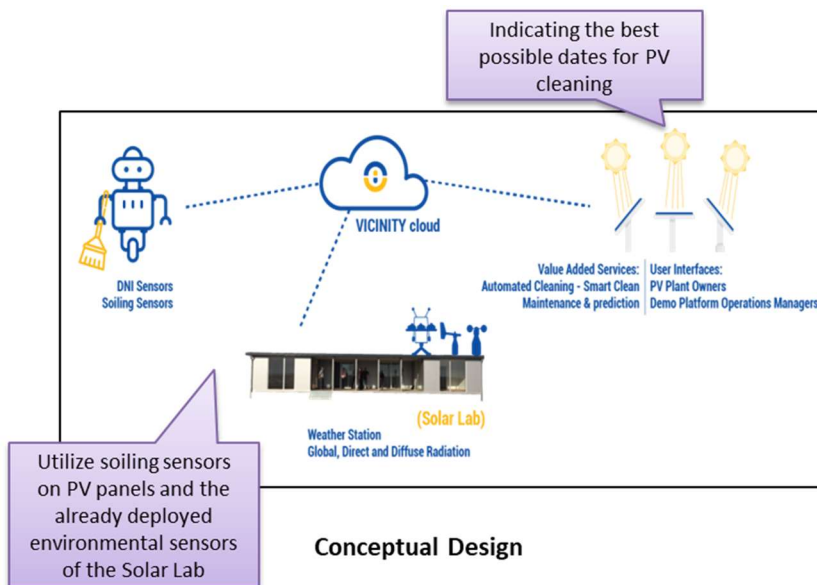 Indicating the best
possible dates for PV
cleaning
VICINITY cloud
DNI Sensors
Soiling Sensors
Value Added Services:
Automated Cleaning - Smart Clean
Maintenance & prediction
User Interfaces:
PV Plant Owners
Demo Platform Operations Managers
(Solar Lab)
Weather Station
Global, Direct and Diffuse Radiation
Utilize soiling sensors
on PV panels and the
already deployed
environmental sensors
of the Solar Lab
Conceptual Design